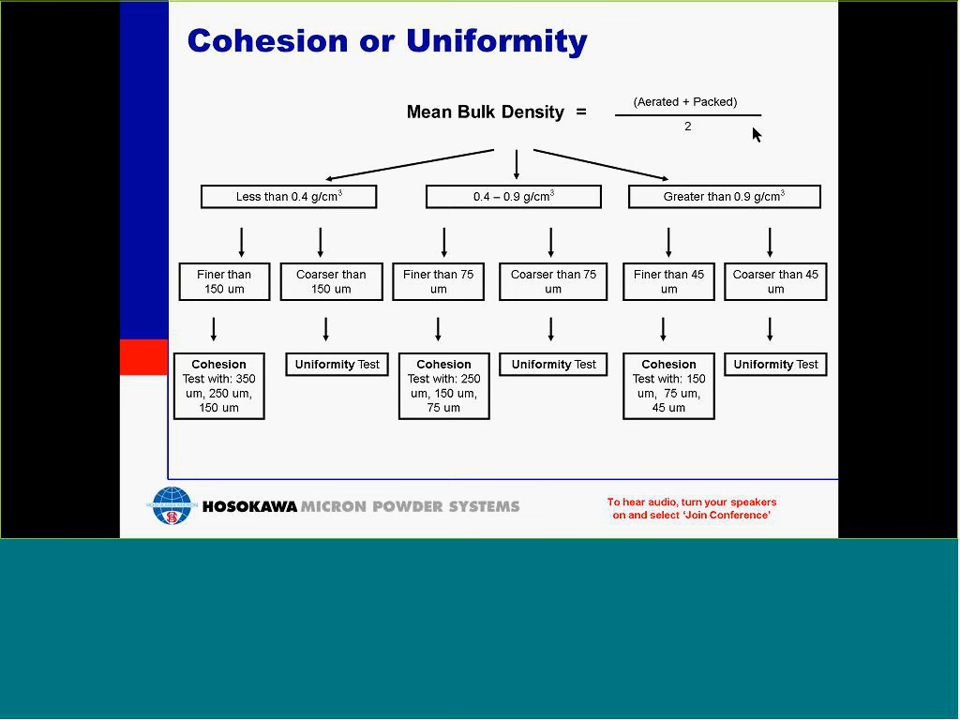 Cohesion or Uniformity
Mean Bulk Density =
(Aerated + Packed)
2
Less than 0.4 g/cm³
0.4 – 0.9 g/cm³
Greater than 0.9 g/cm³
Finer than
150 um
Coarser than
150 um
Finer than 75
um
Coarser than 75
um
Finer than 45
um
Coarser than 45
um
Cohesion
Test with: 350
um, 250 um,
150 um
Uniformity Test
Cohesion
Test with: 250
um, 150 um,
75 um
Uniformity Test
Cohesion
Test with: 150
um, 75 um,
45 um
Uniformity Test
HOSOKAWA MICRON POWDER SYSTEMS
To hear audio, turn your speakers
on and select ‘Join Conference’